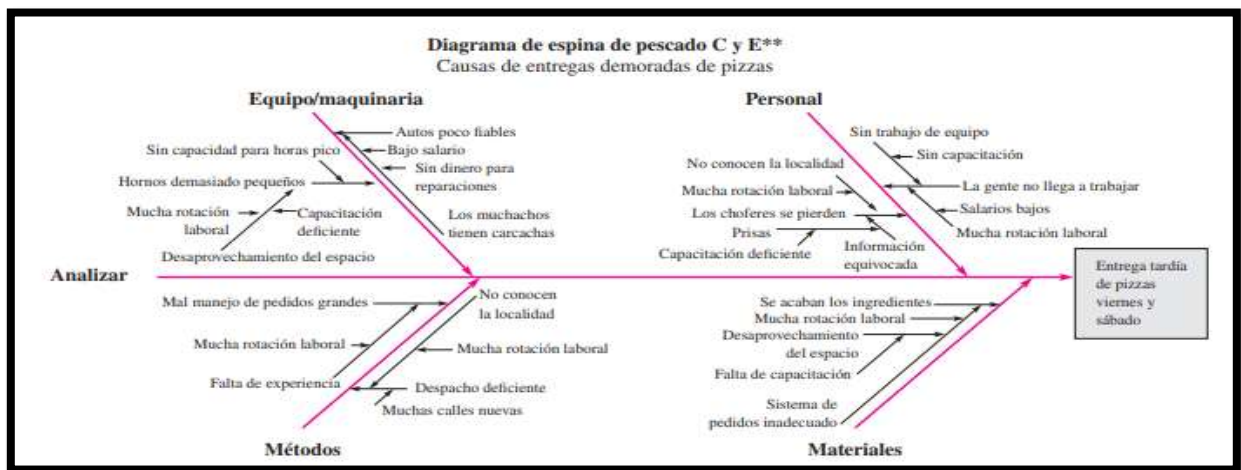 Diagrama de espina de pescado C y E**
Causas de entregas demoradas de pizzas
Equipo/maquinaria
Autos poco fiables
Bajo salario
Sin dinero para
reparaciones
Los muchachos
tienen carcachas
Sin capacidad para horas pico
Hornos demasiado pequeños
Mucha rotación
laboral
Capacitación
deficiente
Desaprovechamiento del espacio
Personal
Sin trabajo de equipo
Sin capacitación
La gente no llega a trabajar
Salarios bajos
Mucha rotación laboral
No conocen la localidad
Mucha rotación laboral
Los choferes se pierden
Prisas
Capacitación deficiente
Información
equivocada
Analizar
Entrega tardía
de pizzas
viernes y
sábado
Mal manejo de pedidos grandes
Mucha rotación laboral
Falta de experiencia
No conocen
la localidad
Mucha rotación laboral
Despacho deficiente
Muchas calles nuevas
Métodos
Se acaban los ingredientes
Mucha rotación laboral
Desaprovechamiento
del espacio
Falta de capacitación
Sistema de
pedidos inadecuado
Materiales